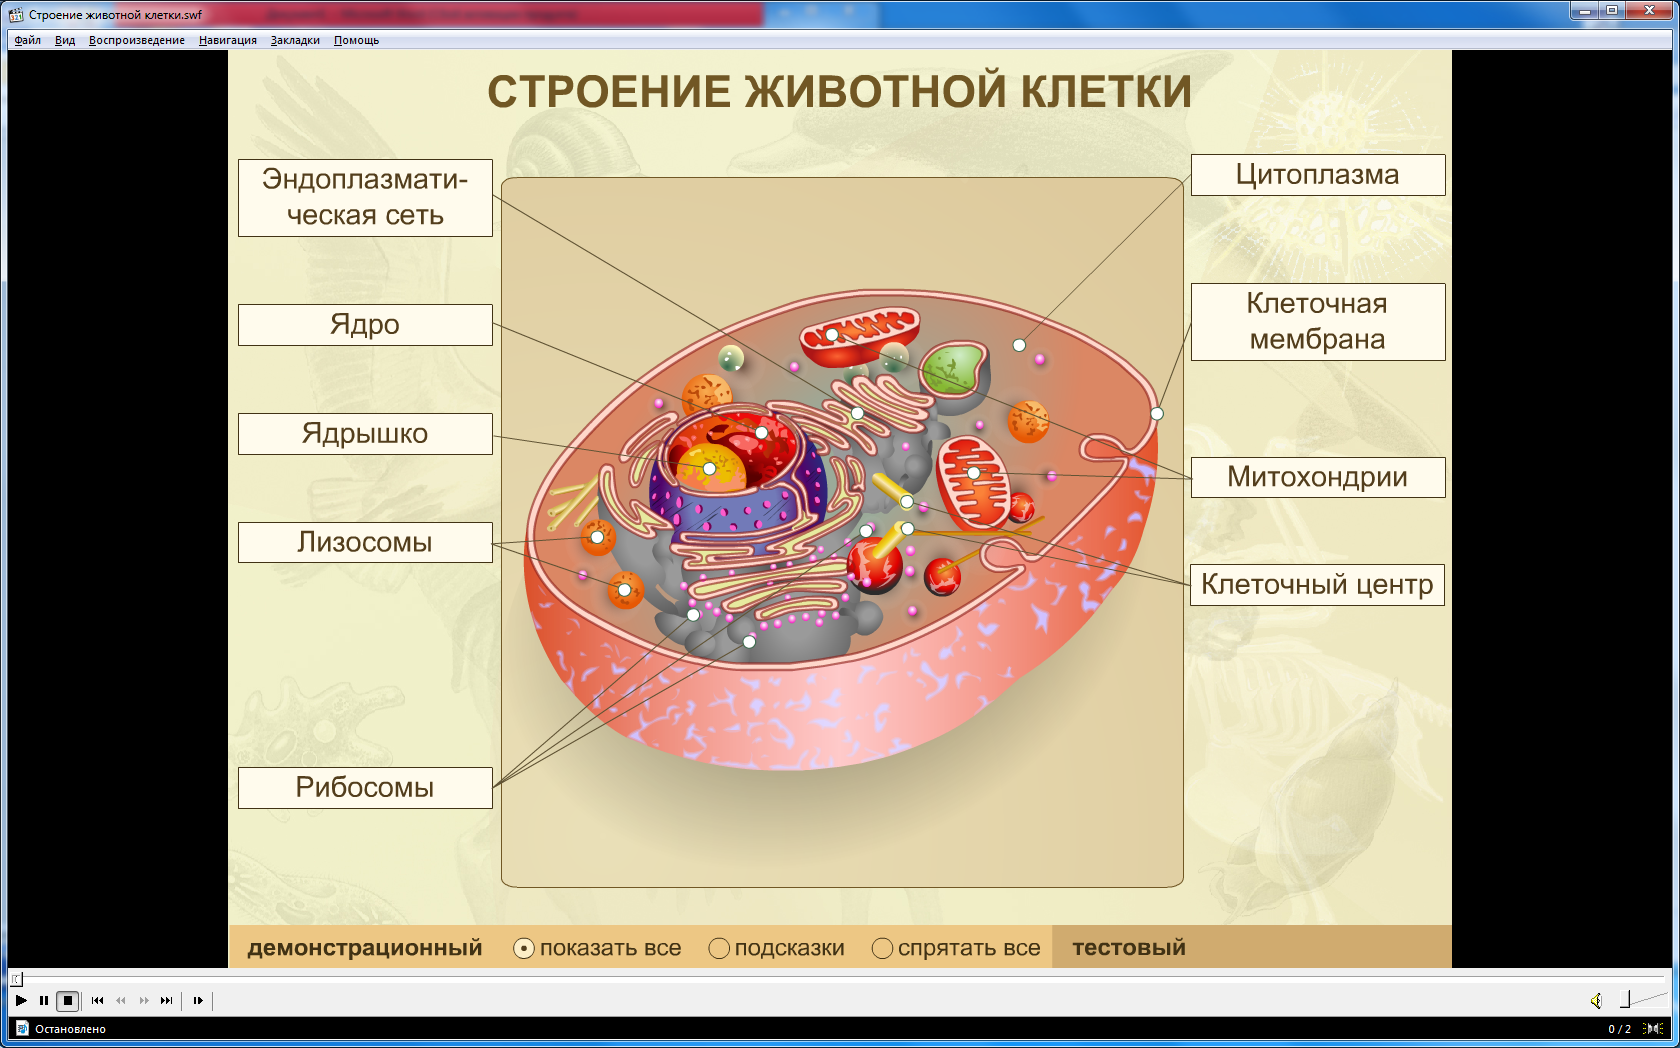 Строение животной клетки.swf
Файл Вид Воспроизведение Навигация Закладки Помощь
СТРОЕНИЕ ЖИВОТНОЙ КЛЕТКИ
Эндоплазмати-
ческая сеть
Ядро
Ядрышко
Лизосомы
Рибосомы
Цитоплазма
Клеточная
мембрана
Митохондрии
Клеточный центр
демонстрационный показать все подсказки спрятать все тестовый
Остановлено
0 / 2